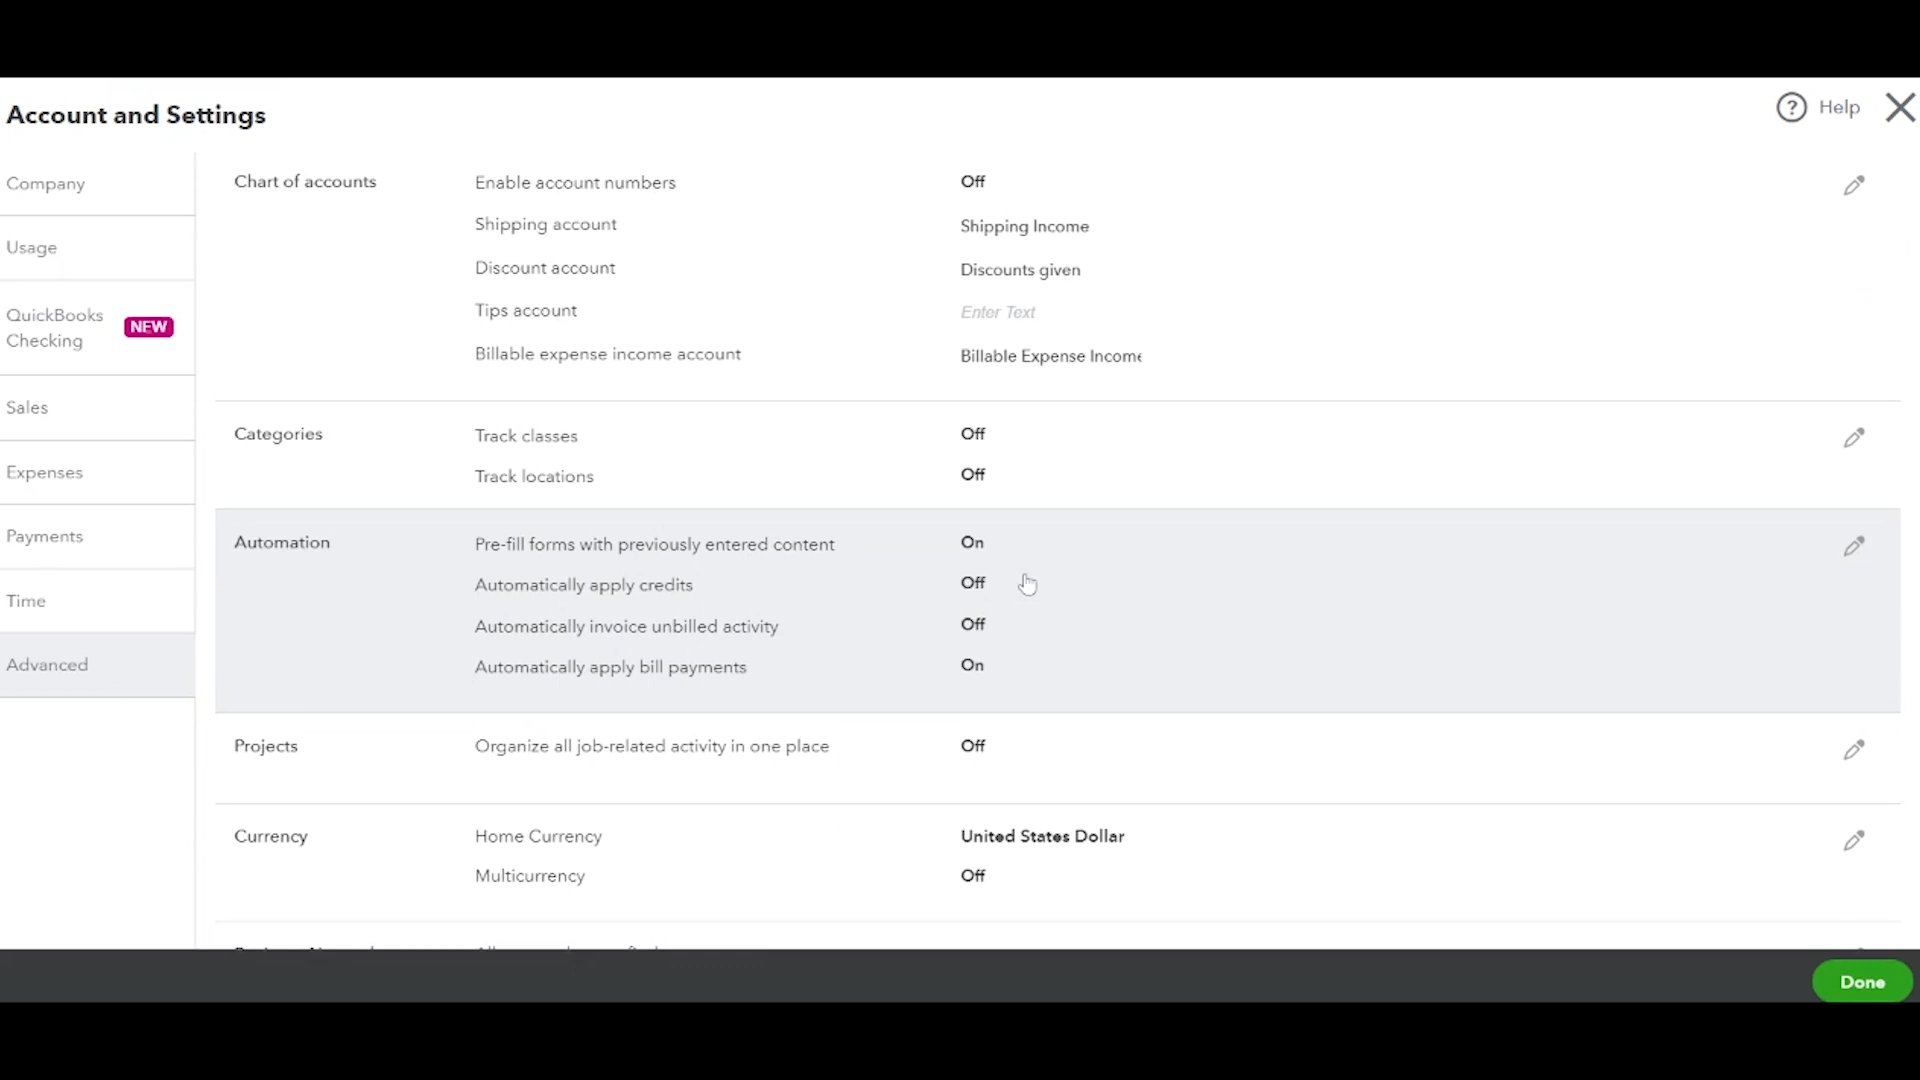 Account and Settings
? Help
Company
Usage
QuickBooks
Checking
NEW
Sales
Expenses
Payments
Time
Advanced
Chart of accounts
Enable account numbers Off
Shipping account Shipping Income
Discount account Discounts given
Tips account Enter Text
Billable expense income account Billable Expense Income
Categories
Track classes Off
Track locations Off
Automation
Pre-fill forms with previously entered content On
Automatically apply credits Off
Automatically invoice unbilled activity Off
Automatically apply bill payments On
Projects
Organize all job-related activity in one place Off
Currency
Home Currency United States Dollar
Multicurrency Off
Done